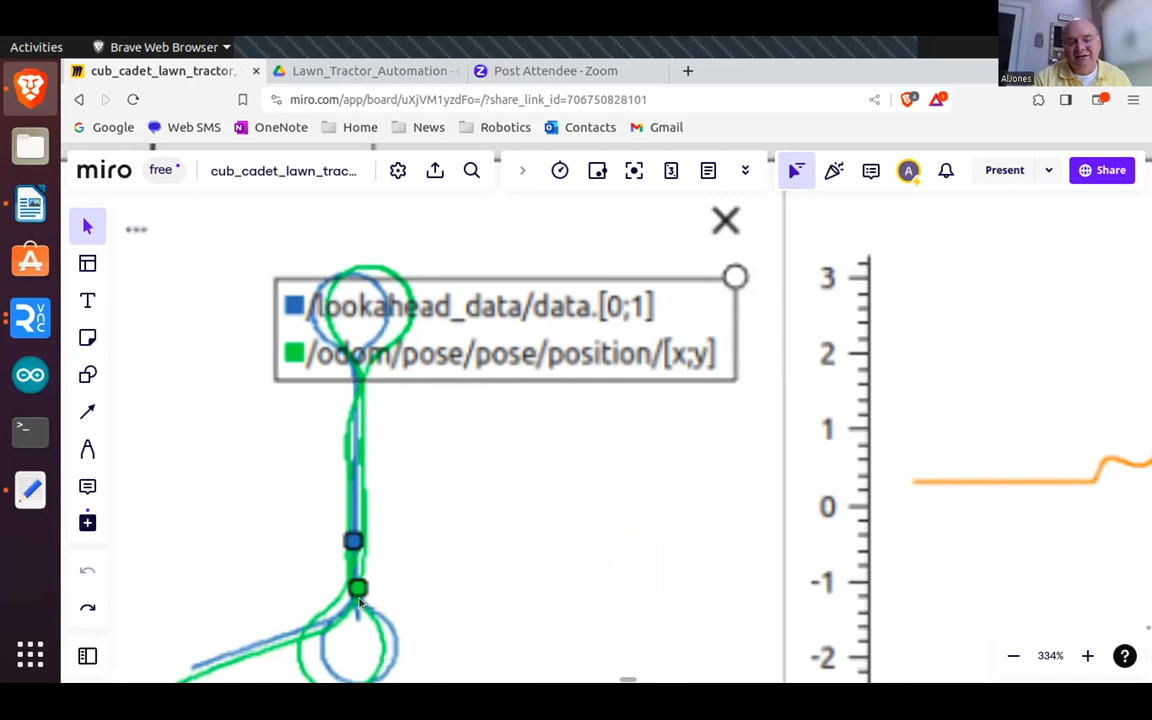 Activities Brave Web Browser
AlJones
cub_cadet_lawn_tractor, Lawn_Tractor_Automation - Post Attendee - Zoom
miro.com/app/board/uXjVM1yzdFo=/?share_link_id=706750828101
Google Web SMS OneNote Home News Robotics Contacts Gmail
miro free cub_cadet_lawn_trac... Present Share
/lookahead_data/data.[0;1]
/odom/pose/pose/position/[x;y]
3
2
1
0
-1
-2
334%